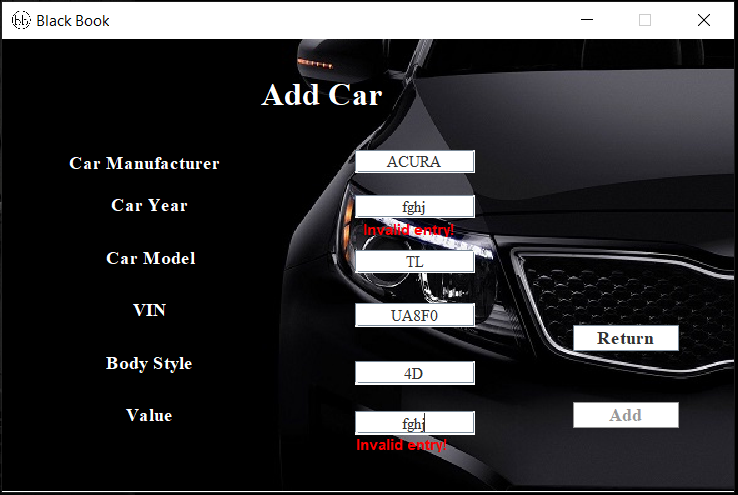 Black Book
Add Car
Car Manufacturer ACURA
Car Year fghj
Invalid entry!
Car Model TL
VIN UA8F0
Return
Body Style 4D
Value fghj Add
Invalid entry!